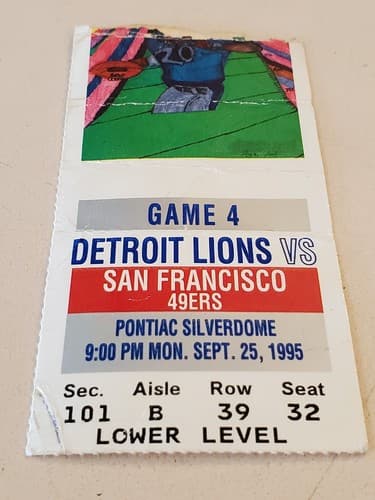 20
GAME 4
DETROIT LIONS VS
SAN FRANCISCO
49ERS
PONTIAC SILVERDOME
9:00 PM MON. SEPT. 25, 1995
Sec. Aisle Row Seat
101 B 39 32
LOWER LEVEL